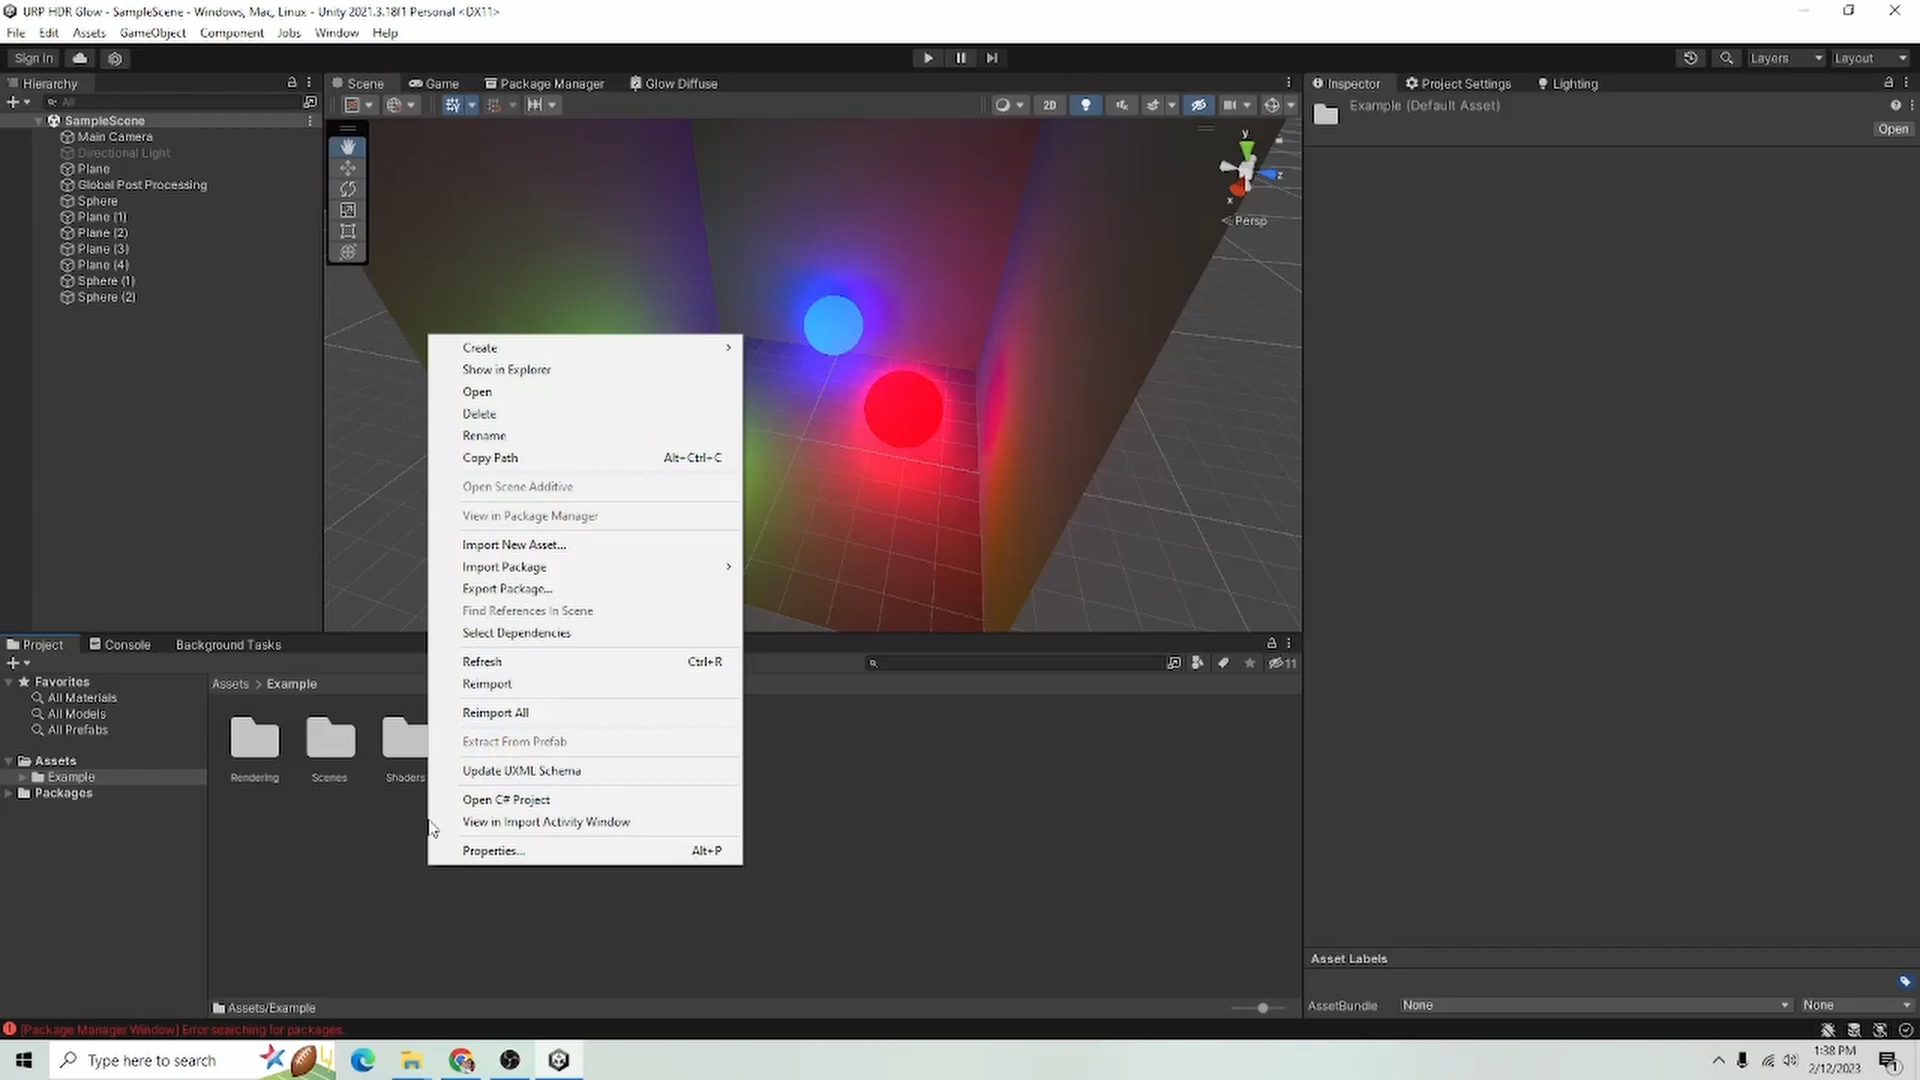 URP HDR Glow - SampleScene - Windows, Mac, Linux - Unity 2021.3.18f1 Personal <DX11>
File Edit Assets GameObject Component Jobs Window Help
Sign in
Layers
Layout
Hierarchy
All
SampleScene
Main Camera
Directional Light
Plane
Global Post Processing
Sphere
Plane (1)
Plane (2)
Plane (3)
Plane (4)
Sphere (1)
Sphere (2)
Scene Game Package Manager Glow Diffuse
2D
y
z
x
< Persp
Inspector Project Settings Lighting
Example (Default Asset)
Open
Create
Show in Explorer
Open
Delete
Rename
Copy Path Alt+Ctrl+C
Open Scene Additive
View in Package Manager
Import New Asset...
Import Package
Export Package...
Find References In Scene
Select Dependencies
Refresh Ctrl+R
Reimport
Reimport All
Extract From Prefab
Update UXML Schema
Open C# Project
View in Import Activity Window
Properties... Alt+P
Project Console Background Tasks
11
Favorites
All Materials
All Models
All Prefabs
Assets
Example
Packages
Assets > Example
Rendering
Scenes
Shaders
Assets/Example
Asset Labels
AssetBundle None None
[Package Manager Window] Error searching for packages.
Type here to search
1:38 PM
2/12/2023
1